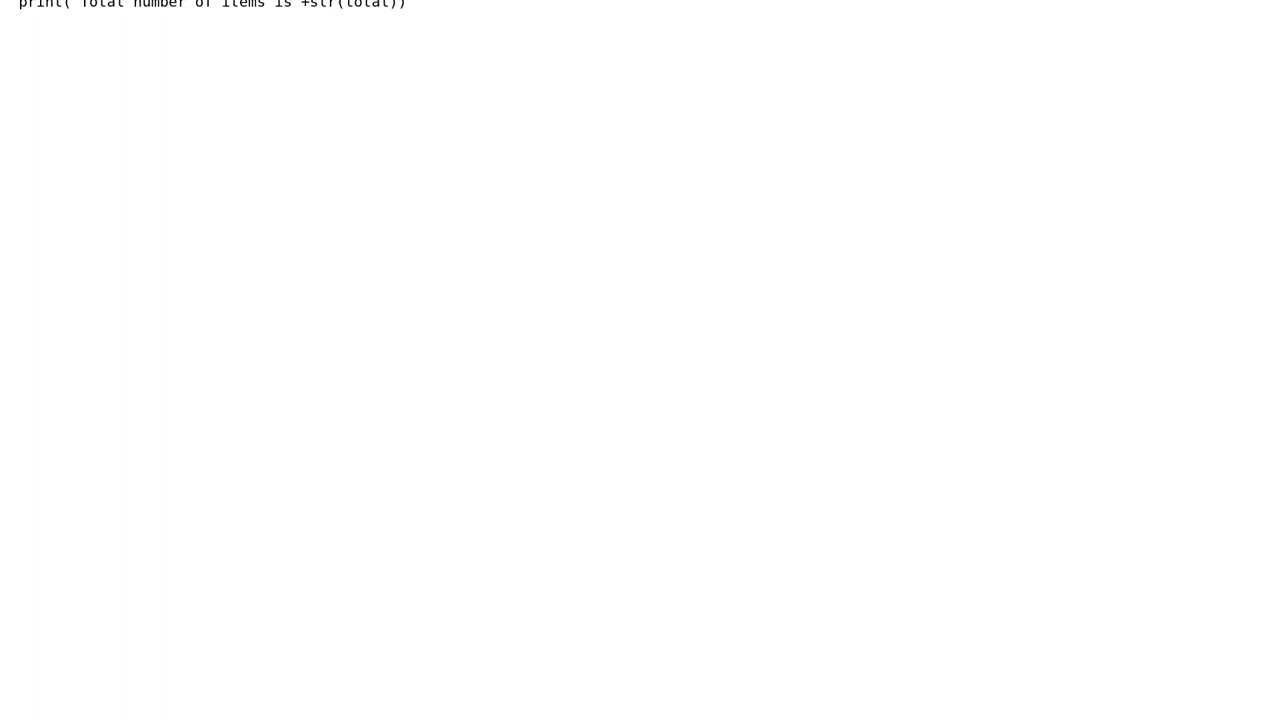 print( Total number of items is +str(total))